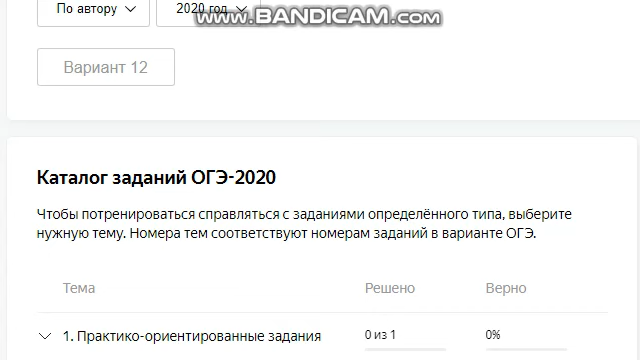 По автору 2020 год
www.BANDICAM.com
Вариант 12
Каталог заданий ОГЭ-2020
Чтобы потренироваться справляться с заданиями определённого типа, выберите
нужную тему. Номера тем соответствуют номерам заданий в варианте ОГЭ.
Тема Решено Верно
1. Практико-ориентированные задания 0 из 1 0%